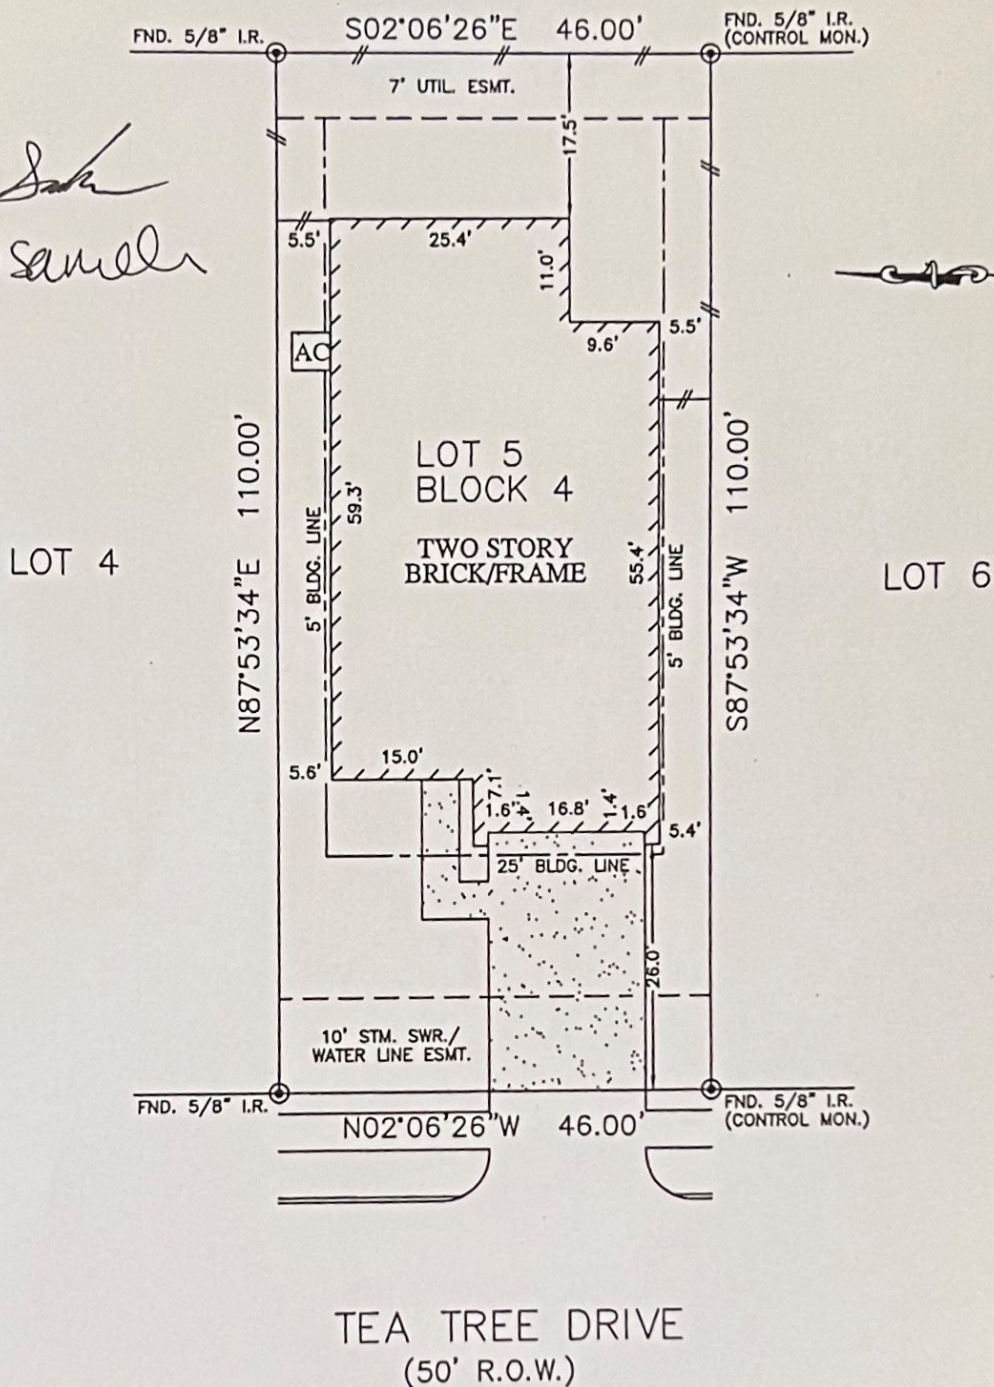 FND. 5/8" I.R.
S02°06'26"E 46.00'
FND. 5/8" I.R.
(CONTROL MON.)
7' UTIL. ESMT.
17.5'
5.5'
25.4'
11.0'
9.6'
5.5'
AC
LOT 5
BLOCK 4
TWO STORY
BRICK/FRAME
N87°53'34"E 110.00'
5' BLDG. LINE
59.3'
55.4'
5' BLDG. LINE
S87°53'34"W 110.00'
LOT 4
LOT 6
5.6'
15.0'
7.1'
1.6'
1.4'
16.8'
1.4'
1.6'
5.4'
25' BLDG. LINE
26.0'
10' STM. SWR./
WATER LINE ESMT.
FND. 5/8" I.R.
N02°06'26"W 46.00'
FND. 5/8" I.R.
(CONTROL MON.)
TEA TREE DRIVE
(50' R.O.W.)